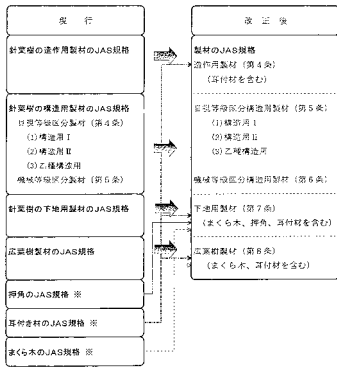 現行
針葉樹の造作用製材のJAS規格
針葉樹の構造用製材のJAS規格
目視等級区分製材（第4条）
(1)構造用Ⅰ
(2)構造用Ⅱ
(3)乙種構造用
機械等級区分製材（第5条）
針葉樹の下地用製材のJAS規格
広葉樹製材のJAS規格
押角のJAS規格 ※
耳付き材のJAS規格 ※
まくら木のJAS規格 ※
改正後
製材のJAS規格
造作用製材（第4条）
（耳付材を含む）
目視等級区分構造用製材（第5条）
(1)構造用Ⅰ
(2)構造用Ⅱ
(3)乙種構造用
機械等級区分構造用製材（第6条）
下地用製材（第7条）
（まくら木、押角、耳付材を含む）
広葉樹製材（第8条）
（まくら木、耳付材を含む）